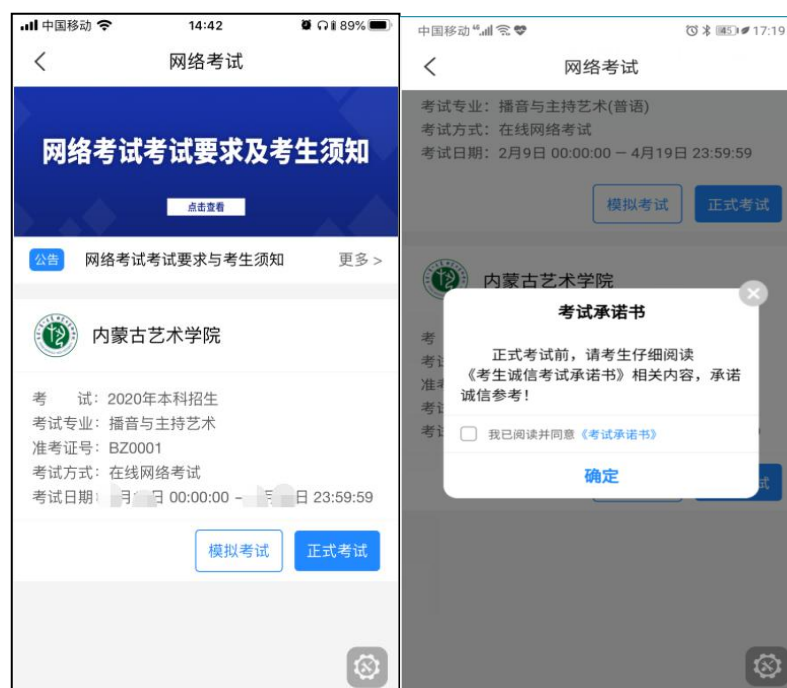 中国移动
14:42
89%
网络考试
网络考试考试要求及考生须知
点击查看
公告 网络考试考试要求与考生须知 更多 >
内蒙古艺术学院
考 试：2020年本科招生
考试专业：播音与主持艺术
准考证号：BZ0001
考试方式：在线网络考试
考试日期： 月 日 00:00:00 – 日 23:59:59
模拟考试 正式考试
中国移动
45
17:19
网络考试
考试专业：播音与主持艺术(普语)
考试方式：在线网络考试
考试日期：2月9日 00:00:00 – 4月19日 23:59:59
模拟考试 正式考试
内蒙古艺术学院
考试承诺书
正式考试前，请考生仔细阅读
《考生诚信考试承诺书》相关内容，承诺
诚信参考！
我已阅读并同意《考试承诺书》
确定